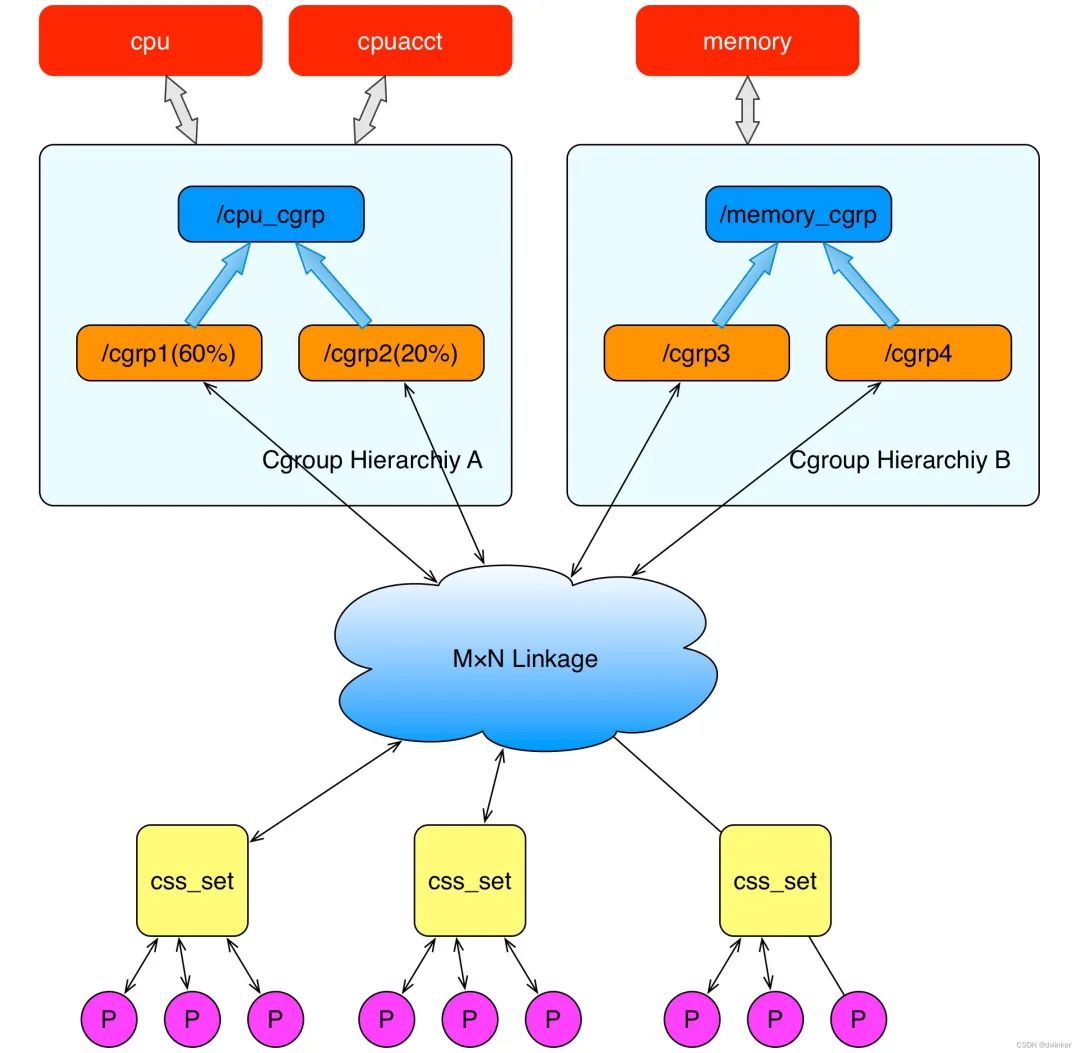 cpu
cpuacct
memory
/cpu_cgrp
/memory_cgrp
/cgrp1(60%)
/cgrp2(20%)
/cgrp3
/cgrp4
Cgroup Hierarchiy A
Cgroup Hierarchiy B
M×N Linkage
css_set
css_set
css_set
P
P
P
P
P
P
P
P
P
CSDN @dvlinker